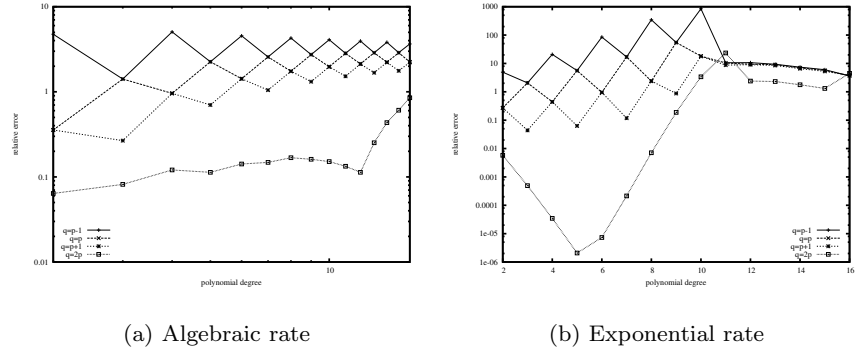 10
1
0.1
0.01
relative error
q=p-1
q=p
q=p+1
q=2p
10
polynomial degree
1000
100
10
1
0.1
0.01
0.001
0.0001
1e-05
1e-06
relative error
q=p-1
q=p
q=p+1
q=2p
2 4 6 8 10 12 14 16
polynomial degree
(a) Algebraic rate
(b) Exponential rate